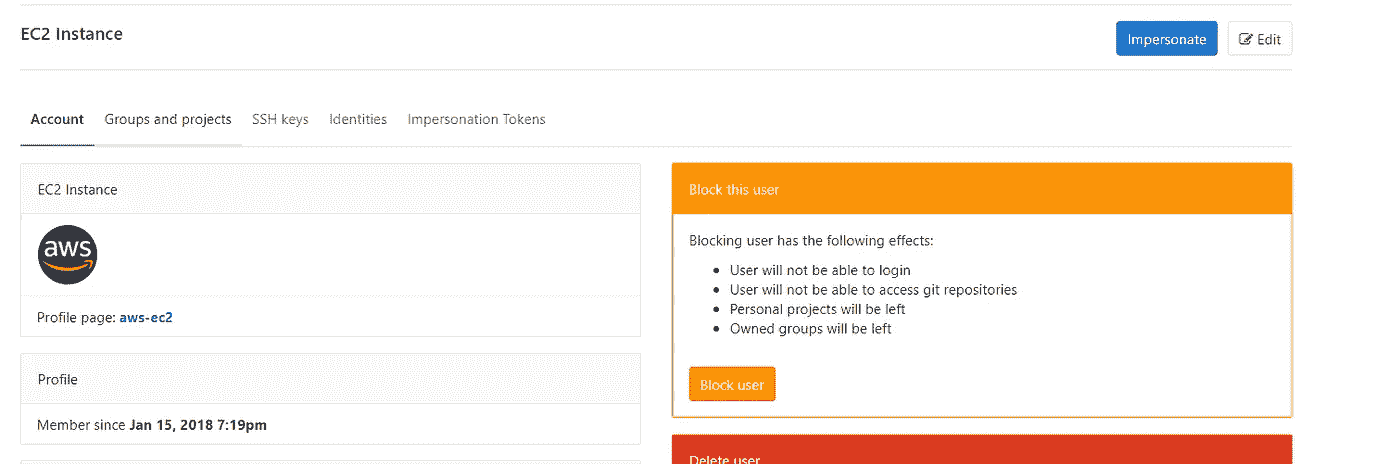 EC2 Instance
Impersonate Edit
Account Groups and projects SSH keys Identities Impersonation Tokens
EC2 Instance
aws
Profile page: aws-ec2
Profile
Member since Jan 15, 2018 7:19pm
Block this user
Blocking user has the following effects:
User will not be able to login
User will not be able to access git repositories
Personal projects will be left
Owned groups will be left
Block user
Delete user